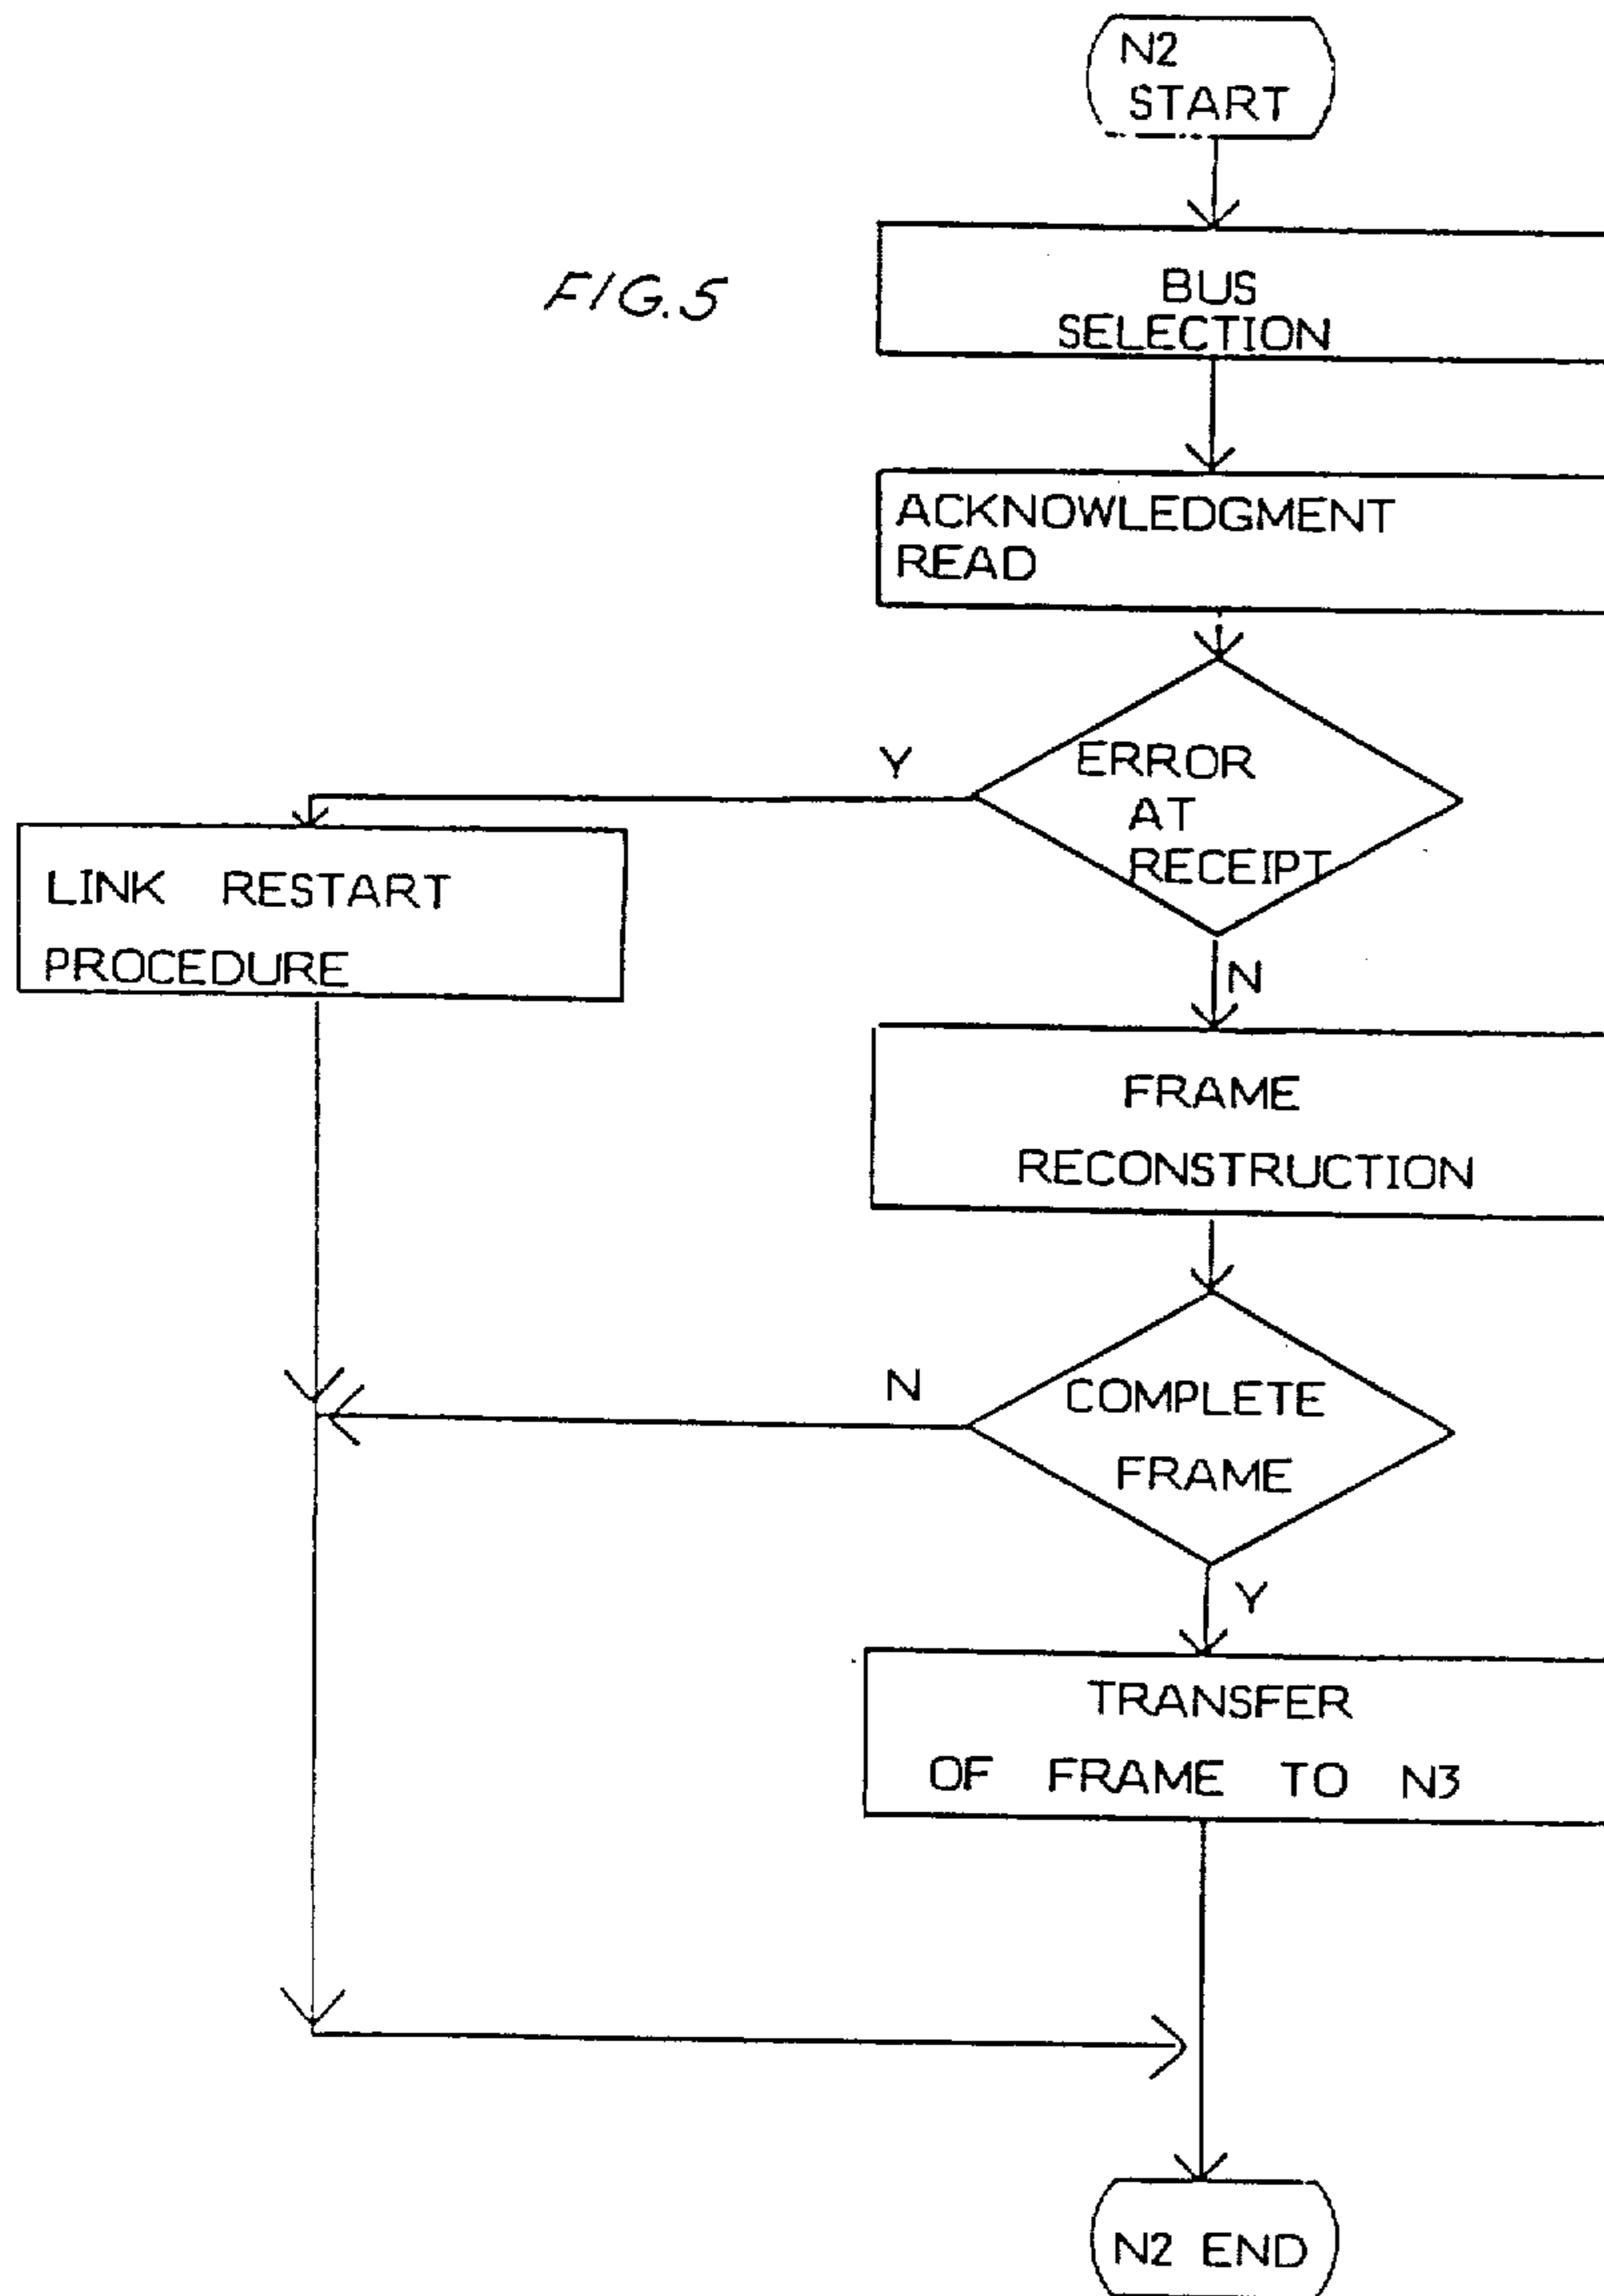 N2
START
FIG.5
BUS
SELECTION
ACKNOWLEDGMENT
READ
Y
ERROR
AT
RECEIPT
LINK RESTART
PROCEDURE
N
FRAME
RECONSTRUCTION
N
COMPLETE
FRAME
Y
TRANSFER
OF FRAME TO N3
N2 END